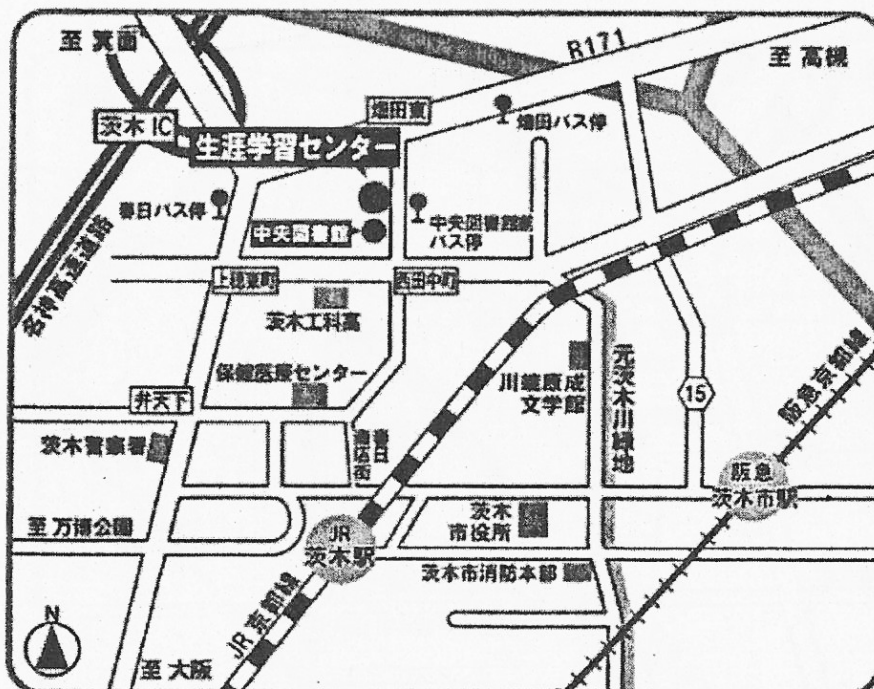 至 箕面
R171
至 高槻
茨木 IC
畑田東
畑田バス停
生涯学習センター
春日バス停
中央図書館
中央図書館前
バス停
名神高速道路
上穂東町
西田中町
茨木工科高
保健医療センター
川端康成
文学館
元茨木川緑地
15
阪急京都線
井天下
茨木警察署
春日
商店街
阪急
茨木市駅
至 万博公園
JR
茨木駅
茨木
市役所
茨木市消防本部
JR 京都線
N
至 大阪